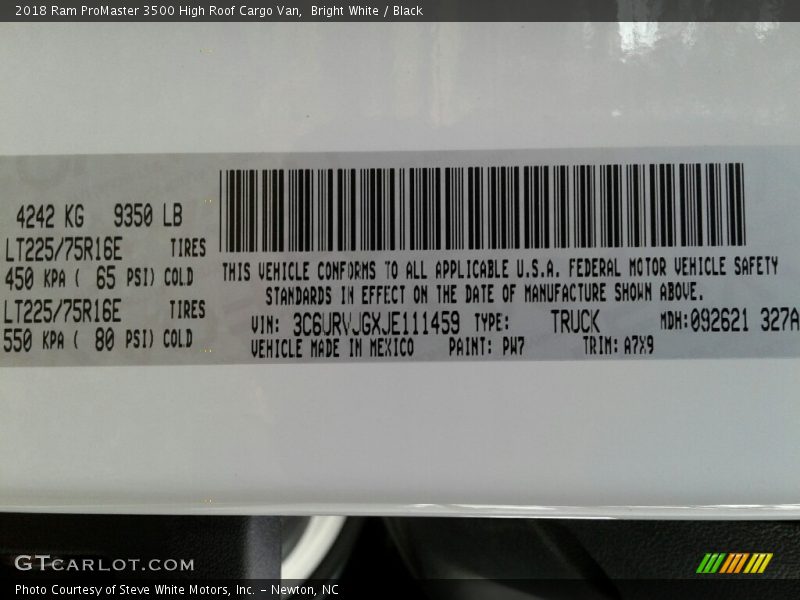 2018 Ram ProMaster 3500 High Roof Cargo Van, Bright White / Black
4242 KG 9350 LB
LT225/75R16E TIRES
450 KPA ( 65 PSI) COLD
LT225/75R16E TIRES
550 KPA ( 80 PSI) COLD
THIS VEHICLE CONFORMS TO ALL APPLICABLE U.S.A. FEDERAL MOTOR VEHICLE SAFETY
STANDARDS IN EFFECT ON THE DATE OF MANUFACTURE SHOWN ABOVE.
VIN: 3C6URVJGXJE111459 TYPE: TRUCK MDH:092621 327A
VEHICLE MADE IN MEXICO PAINT: PW7 TRIM: A7X9
GTCARLOT.COM
Photo Courtesy of Steve White Motors, Inc. – Newton, NC